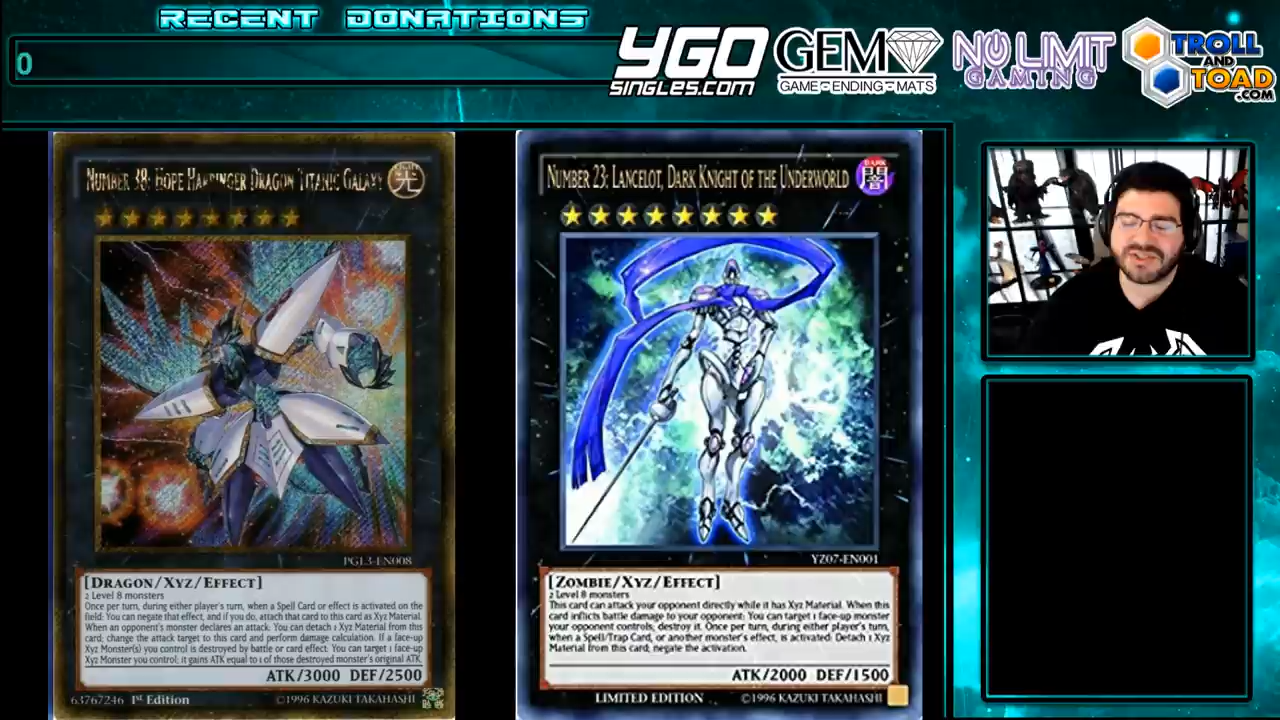 RECENT DONATIONS
0
YGO
SINGLES.COM
GEM
GAME-ENDING-MATS
NO LIMIT
GAMING
TROLL
AND
TOAD
.COM
NUMBER 38: HOPE HARBINGER DRAGON TITANIC GALAXY
LIGHT
光
PGL3-EN008
[DRAGON/XYZ/EFFECT]
2 Level 8 monsters
Once per turn, during either player's turn, when a Spell Card or effect is activated on the
field: You can negate that effect, and if you do, attach that card to this card as Xyz Material.
When an opponent's monster declares an attack: You can detach 1 Xyz Material from this
card; change the attack target to this card and perform damage calculation. If a face-up
Xyz Monster(s) you control is destroyed by battle or card effect: You can target 1 face-up
Xyz Monster you control; it gains ATK equal to 1 of those destroyed monster's original ATK.
ATK/3000 DEF/2500
63767246 1st Edition ©1996 KAZUKI TAKAHASHI
NUMBER 23: LANCELOT, DARK KNIGHT OF THE UNDERWORLD
DARK
闇
YZ07-EN001
[ZOMBIE/XYZ/EFFECT]
2 Level 8 monsters
This card can attack your opponent directly while it has Xyz Material. When this
card inflicts battle damage to your opponent: You can target 1 face-up monster
your opponent controls; destroy it. Once per turn, during either player's turn,
when a Spell/Trap Card, or another monster's effect, is activated: Detach 1 Xyz
Material from this card; negate the activation.
ATK/2000 DEF/1500
LIMITED EDITION ©1996 KAZUKI TAKAHASHI